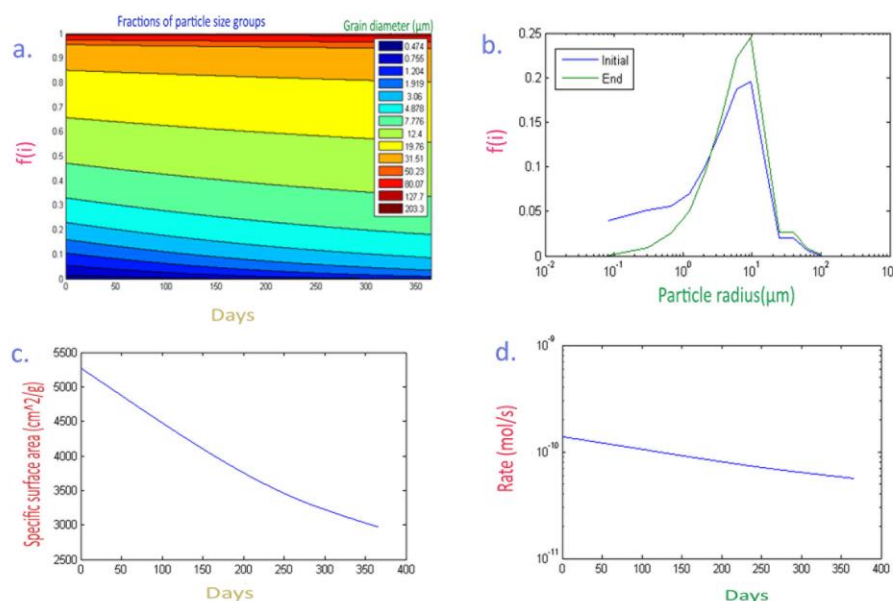 Fractions of particle size groups
Grain diameter (µm)
a.
1
0.9
0.8
0.7
0.6
0.5
0.4
0.3
0.2
0.1
0
f(i)
0.474
0.755
1.204
1.919
3.06
4.878
7.776
12.4
19.76
31.51
50.23
80.07
127.7
203.3
0 50 100 150 200 250 300 350
Days
b.
0.25
0.2
0.15
0.1
0.05
0
f(i)
Initial
End
10^-2 10^-1 10^0 10^1 10^2
Particle radius(µm)
c.
5500
5000
4500
4000
3500
3000
2500
Specific surface area (cm^2/g)
0 50 100 150 200 250 300 350 400
Days
d.
10^-9
10^-10
10^-11
Rate (mol/s)
0 50 100 150 200 250 300 350 400
Days